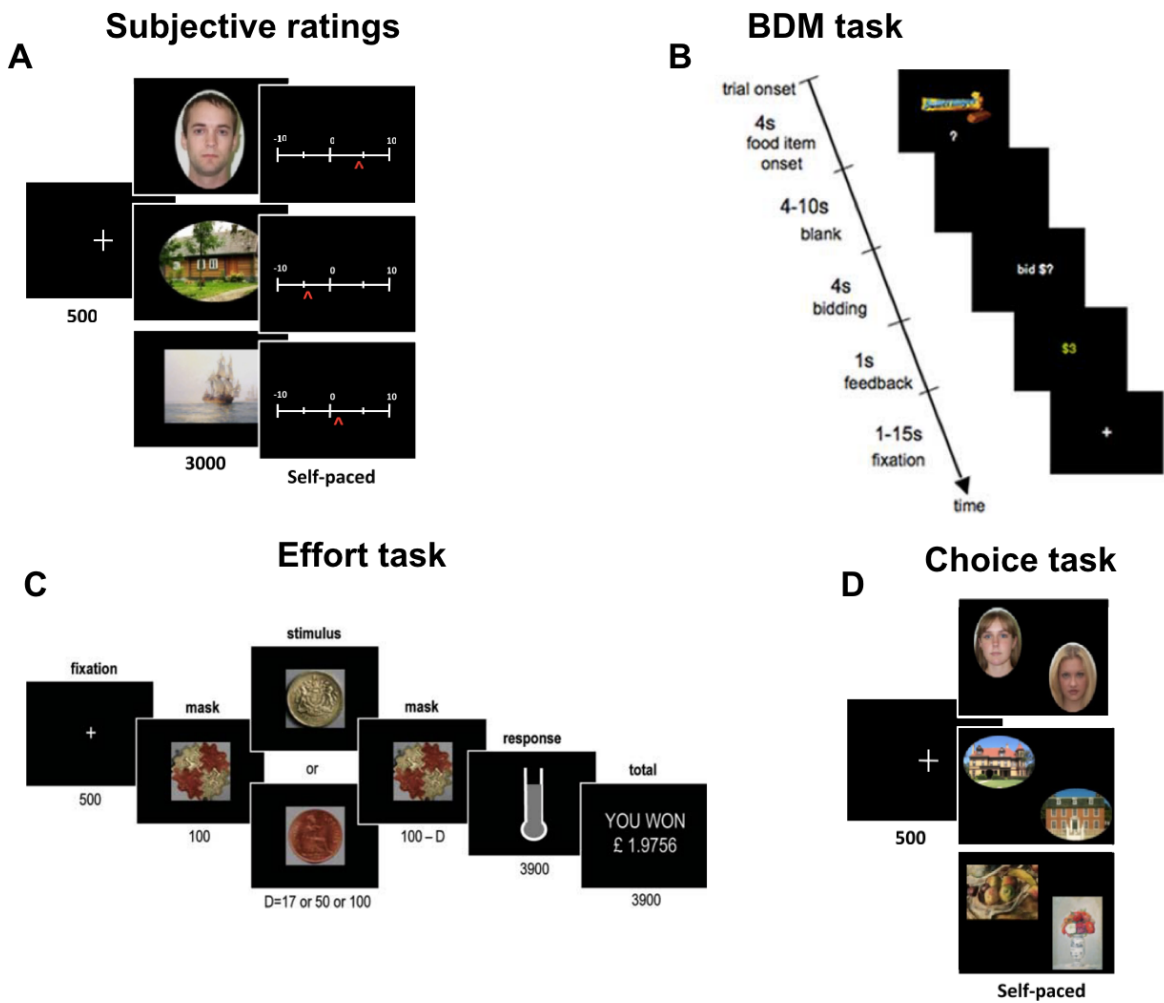 Subjective ratings
A
500
-10 0 10
-10 0 10
-10 0 10
3000
Self-paced
BDM task
B
trial onset
4s
food item
onset
4-10s
blank
4s
bidding
1s
feedback
1-15s
fixation
time
?
bid $?
$3
Effort task
C
fixation
500
mask
100
stimulus
or
D=17 or 50 or 100
mask
100 – D
response
3900
total
YOU WON
£ 1.9756
3900
Choice task
D
500
Self-paced